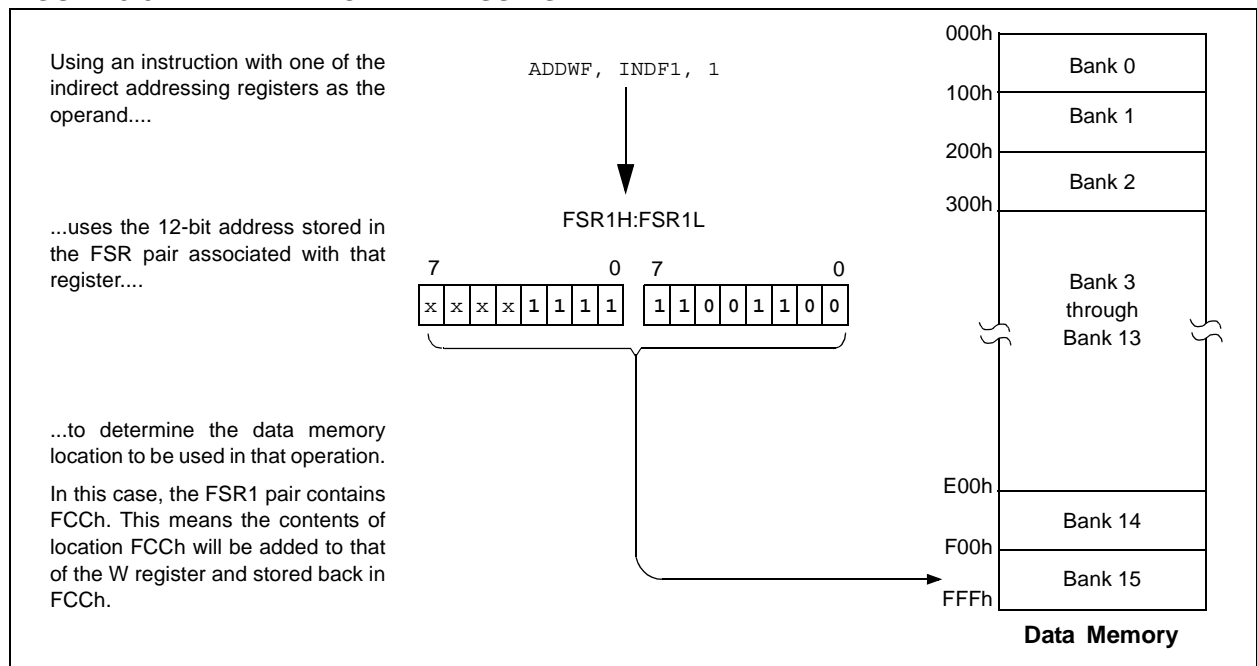 Using an instruction with one of the
indirect addressing registers as the
operand....
ADDWF, INDF1, 1
...uses the 12-bit address stored in
the FSR pair associated with that
register....
FSR1H:FSR1L
7 0 7 0
x x x x 1 1 1 1 1 1 0 0 1 1 0 0
...to determine the data memory
location to be used in that operation.
In this case, the FSR1 pair contains
FCCh. This means the contents of
location FCCh will be added to that
of the W register and stored back in
FCCh.
000h
Bank 0
100h
Bank 1
200h
Bank 2
300h
Bank 3
through
Bank 13
E00h
Bank 14
F00h
Bank 15
FFFh
Data Memory